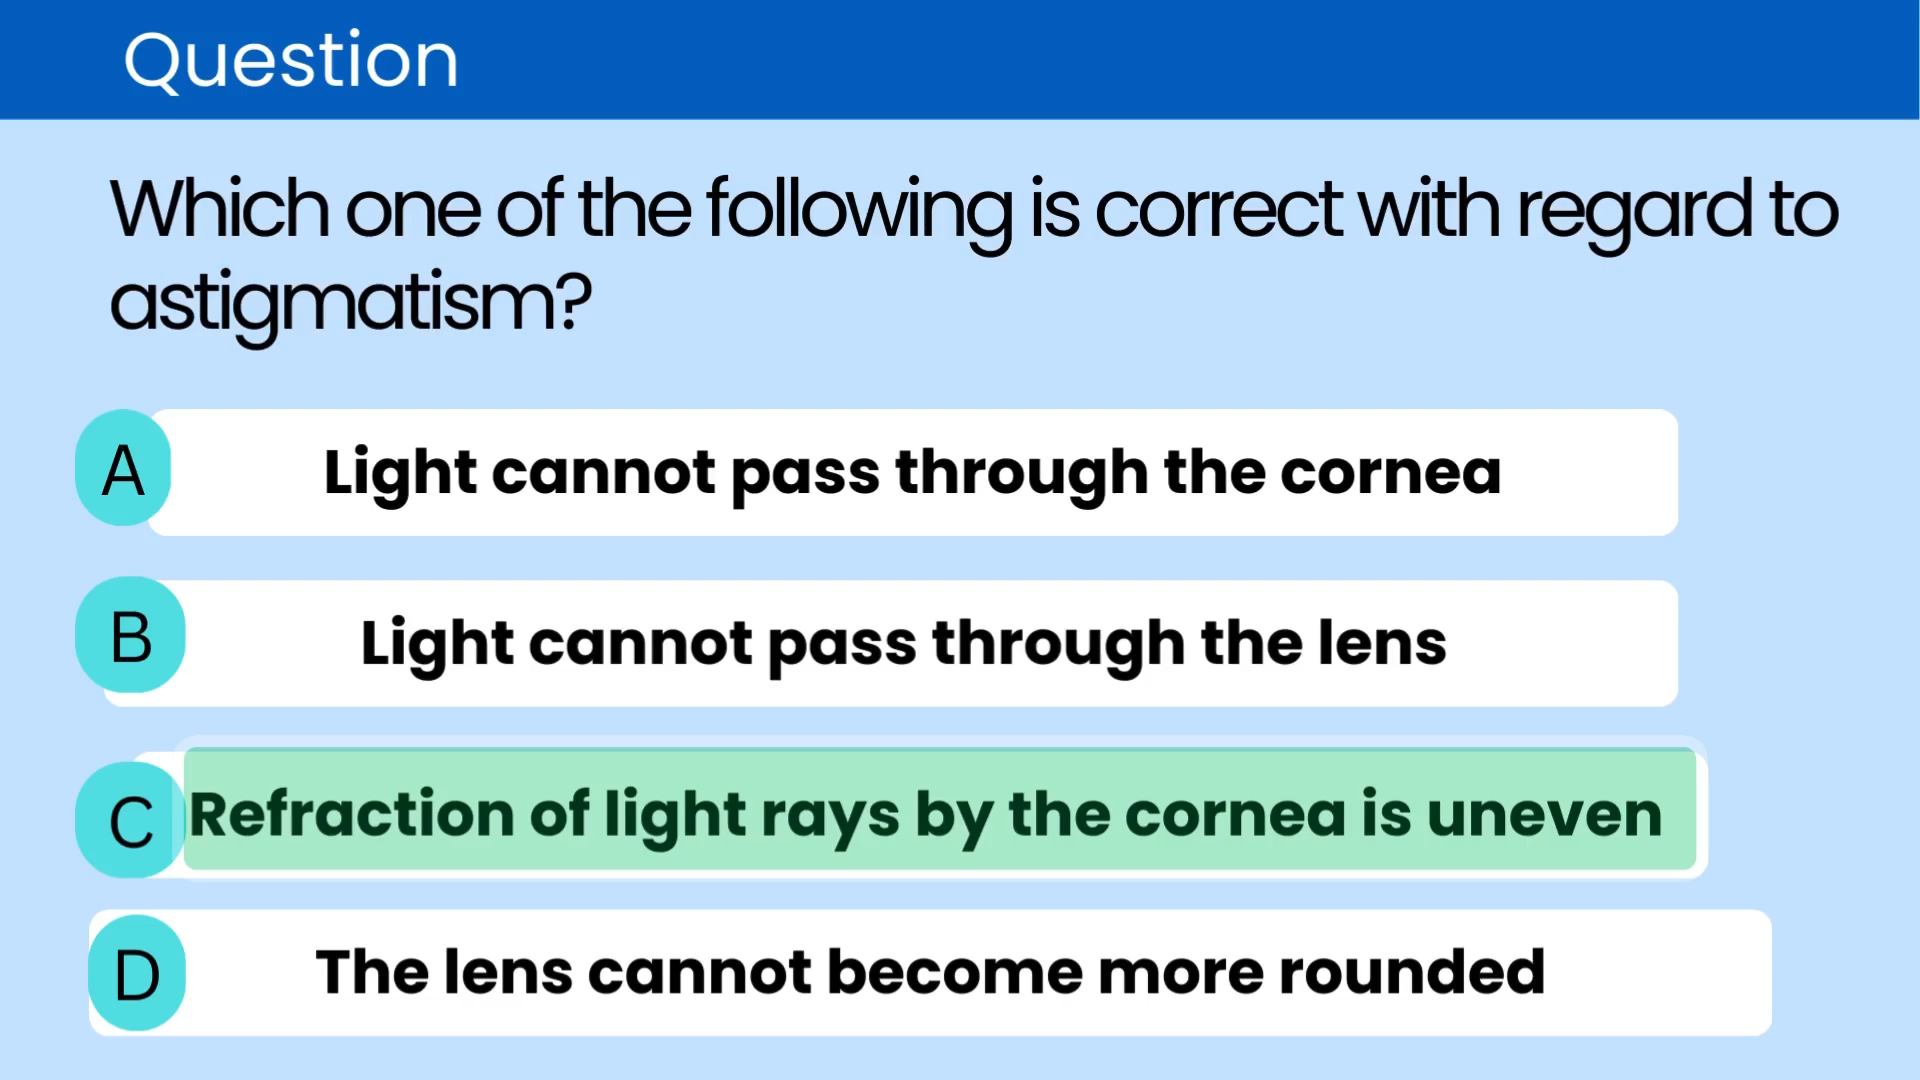 Question
Which one of the following is correct with regard to
astigmatism?
A Light cannot pass through the cornea
B Light cannot pass through the lens
C Refraction of light rays by the cornea is uneven
D The lens cannot become more rounded